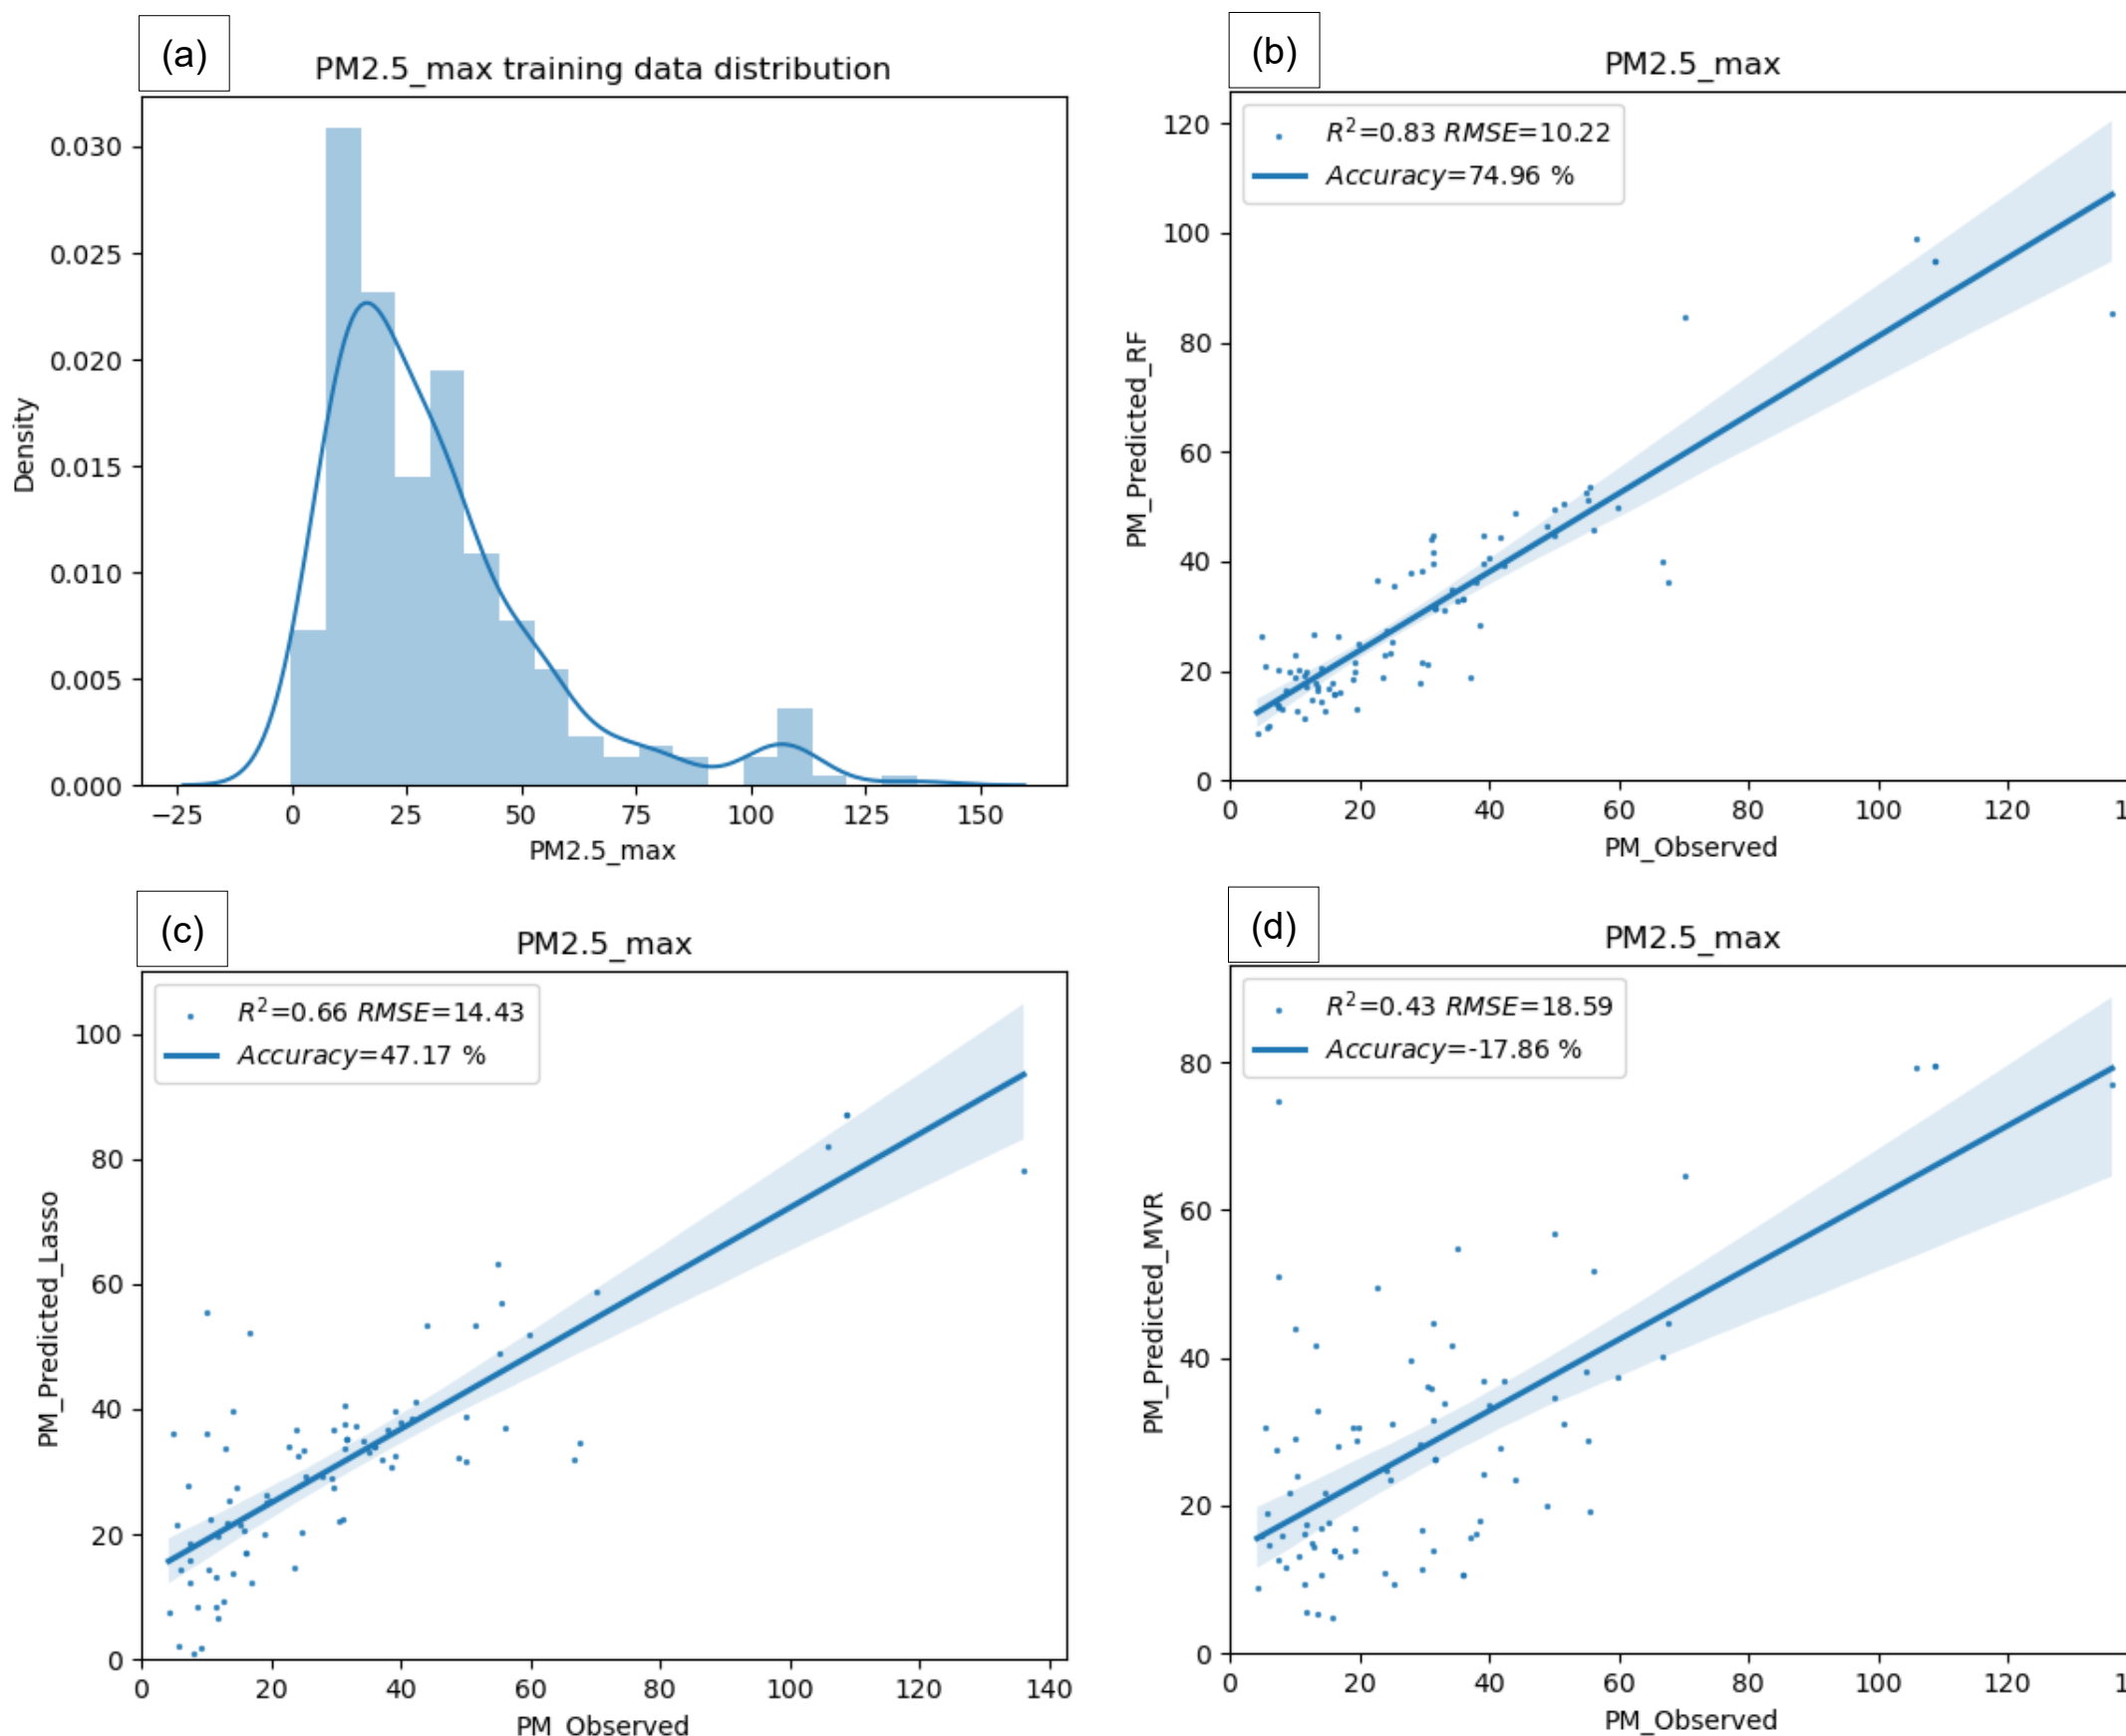 (a)
PM2.5_max training data distribution
0.030
0.025
0.020
0.015
0.010
0.005
0.000
Density
−25 0 25 50 75 100 125 150
PM2.5_max
(b)
PM2.5_max
R²=0.83 RMSE=10.22
Accuracy=74.96 %
120
100
80
60
40
20
0
PM_Predicted_RF
0 20 40 60 80 100 120 1
PM_Observed
(c)
PM2.5_max
R²=0.66 RMSE=14.43
Accuracy=47.17 %
100
80
60
40
20
0
PM_Predicted_Lasso
0 20 40 60 80 100 120 140
PM_Observed
(d)
PM2.5_max
R²=0.43 RMSE=18.59
Accuracy=-17.86 %
80
60
40
20
0
PM_Predicted_MVR
0 20 40 60 80 100 120 1
PM_Observed